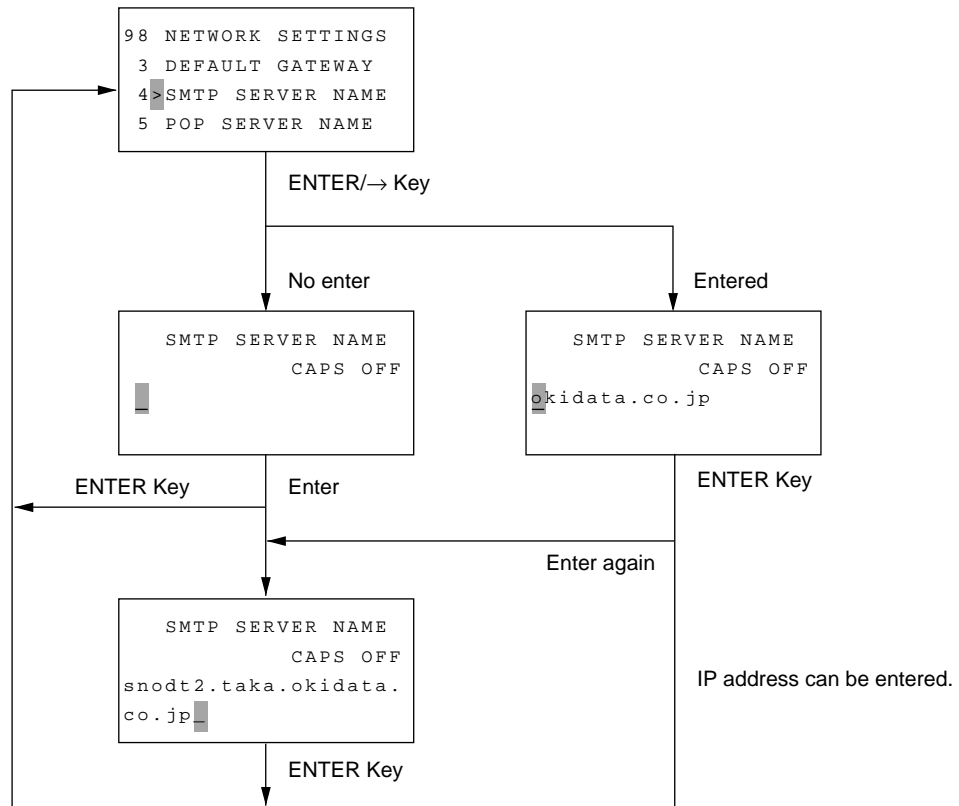 98 NETWORK SETTINGS
3 DEFAULT GATEWAY
4>SMTP SERVER NAME
5 POP SERVER NAME
ENTER/→ Key
No enter
Entered
SMTP SERVER NAME
CAPS OFF
_
SMTP SERVER NAME
CAPS OFF
okidata.co.jp
ENTER Key
Enter
ENTER Key
Enter again
SMTP SERVER NAME
CAPS OFF
snodt2.taka.okidata.
co.jp_
IP address can be entered.
ENTER Key